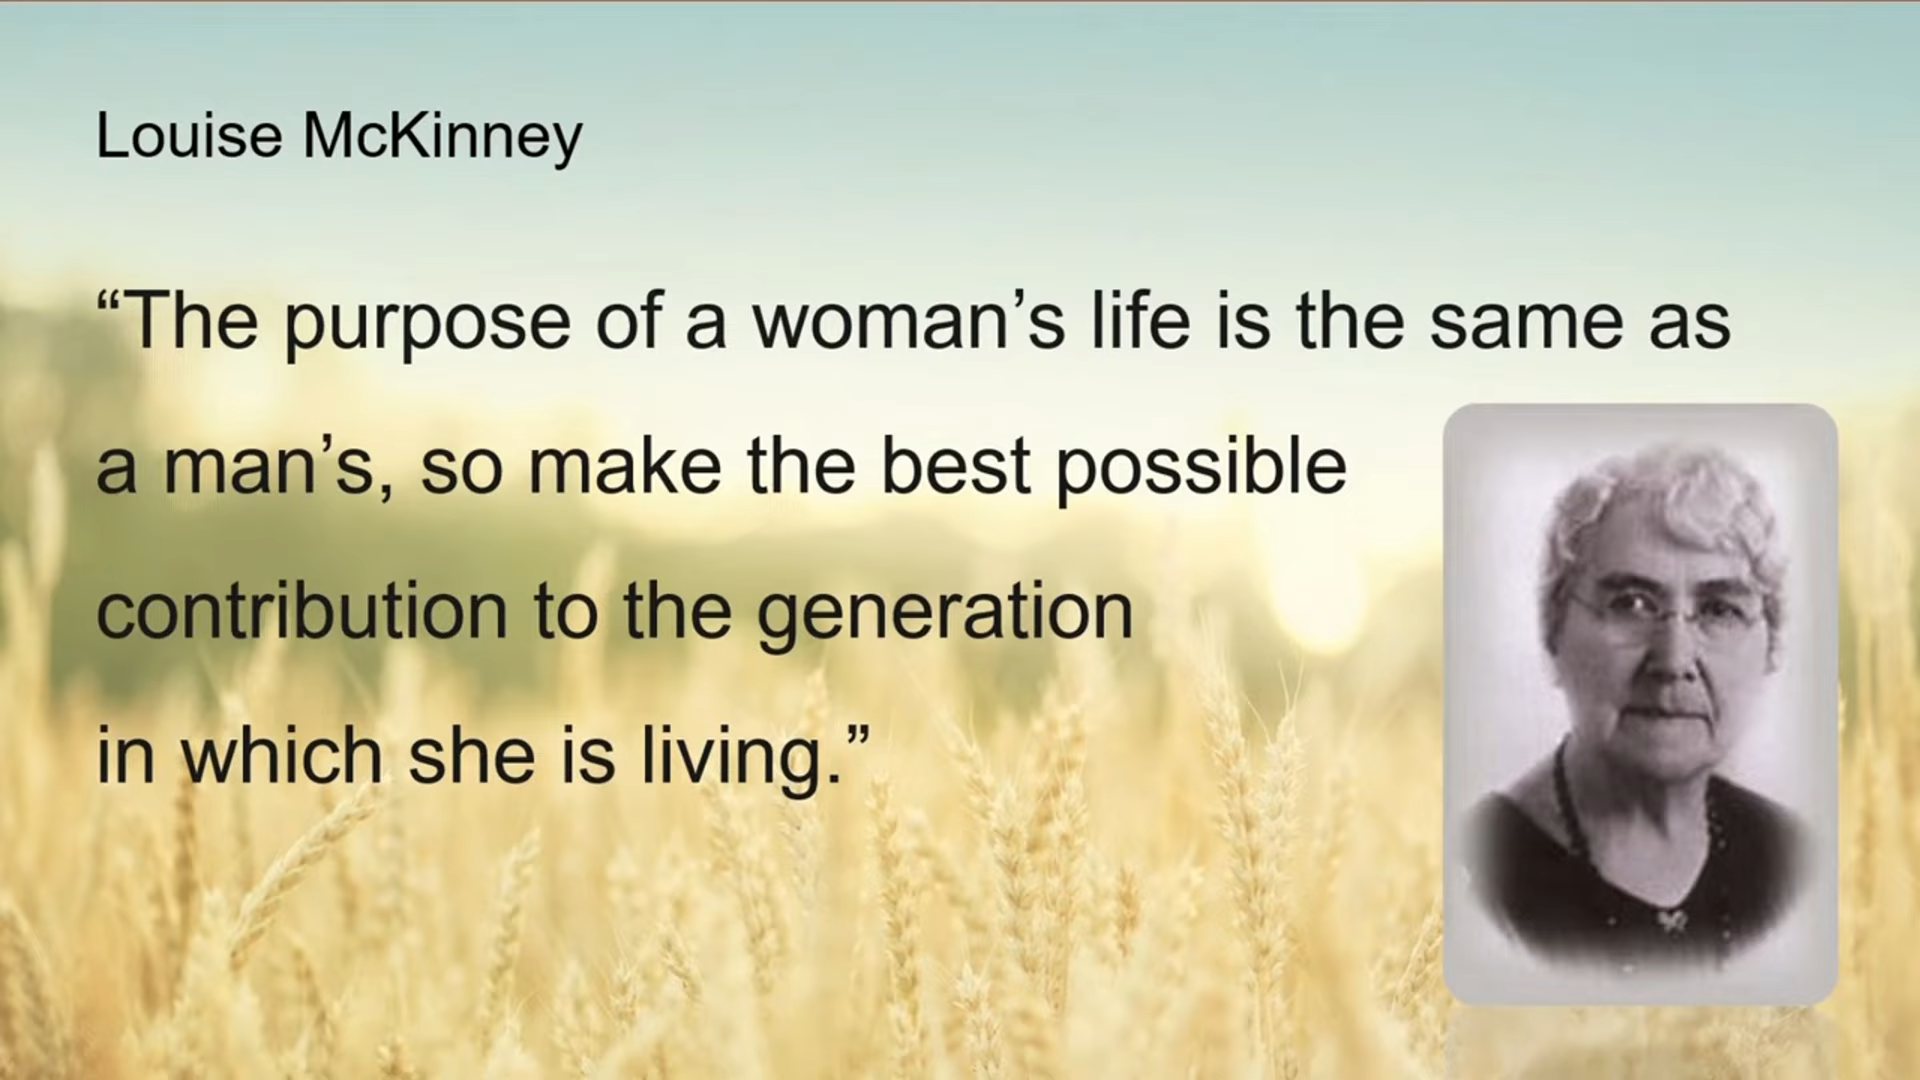 Louise McKinney
“The purpose of a woman’s life is the same as
a man’s, so make the best possible
contribution to the generation
in which she is living.”